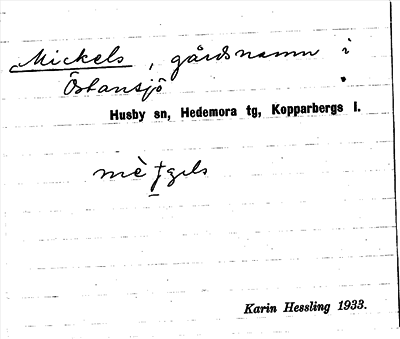 Mickels, gårdsnamn i
Östansjö.
Husby sn, Hedemora tg, Kopparbergs l.
Karin Hessling 1933.